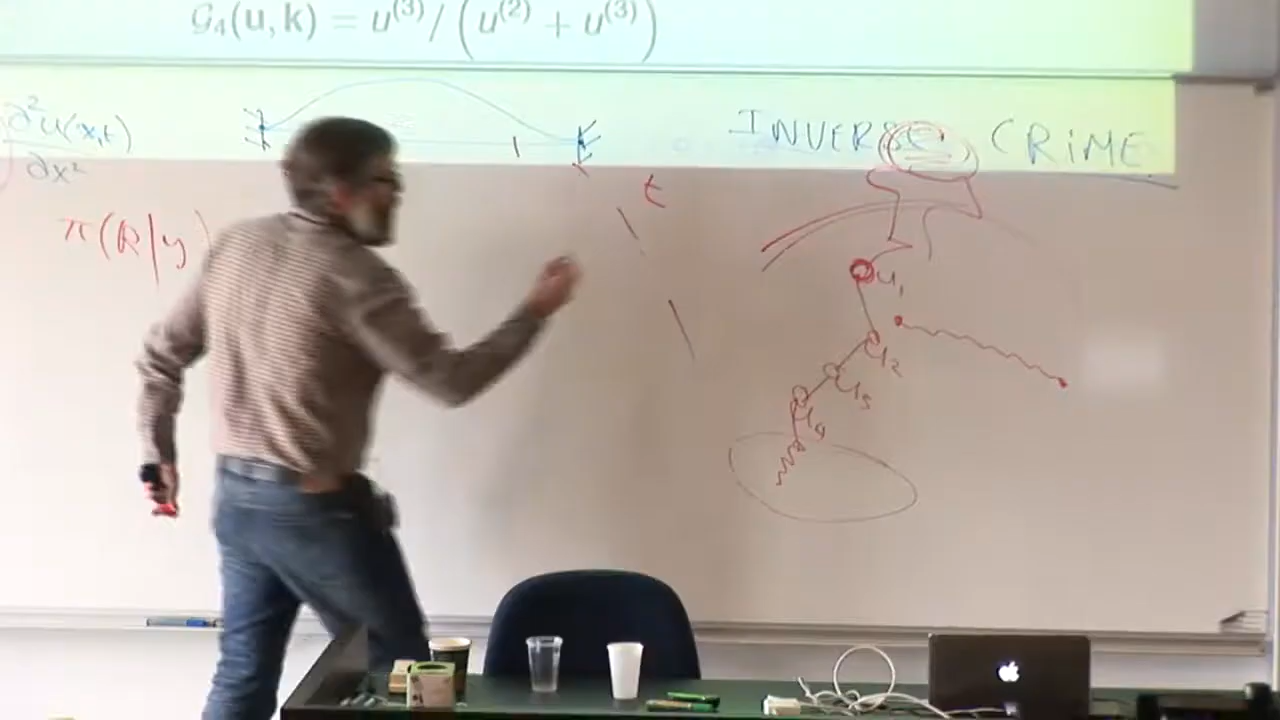 𝒢₄(u, k) = u⁽³⁾/ (u⁽²⁾ + u⁽³⁾)
∂²u(x,t)
∂x²
INVERSE CRIME
π(R|y)
t
u₁
u₂
u₃
u₄